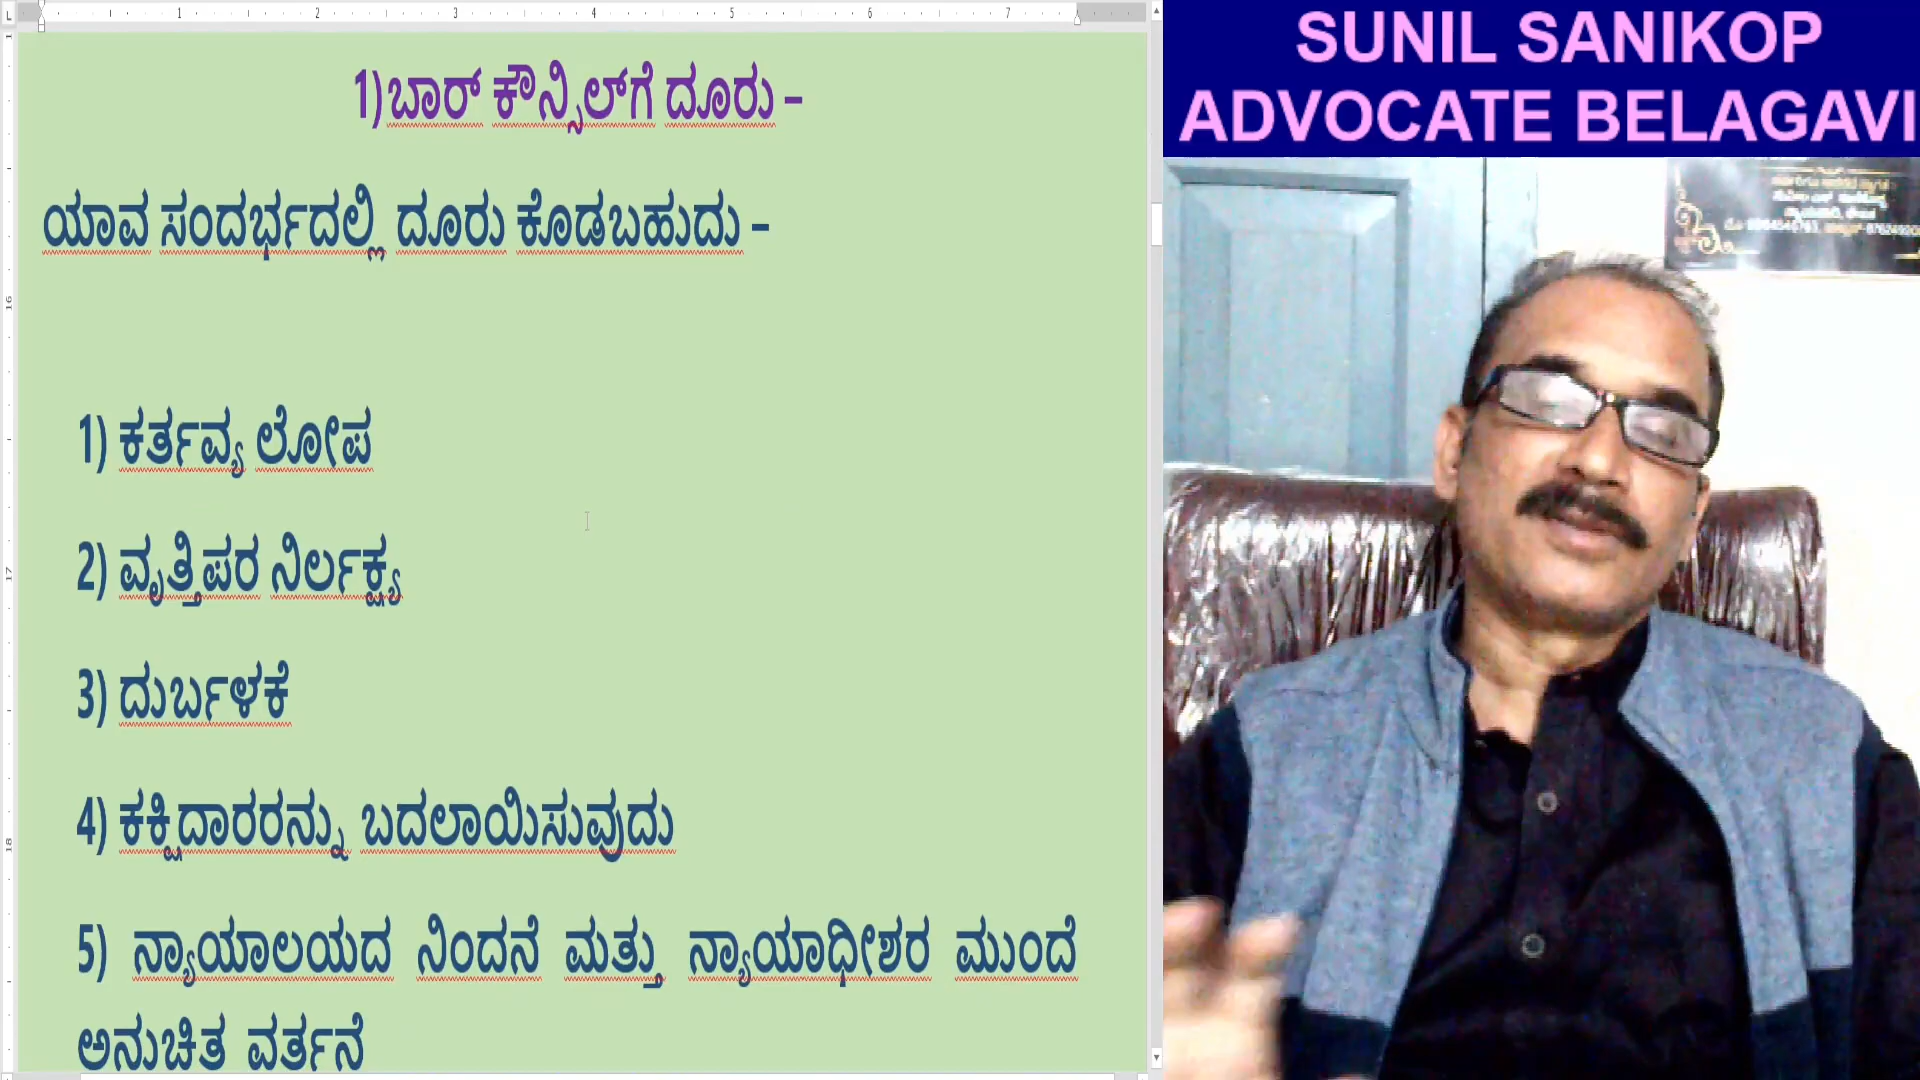 1)ಬಾರ್ ಕೌನ್ಸಿಲ್‌ಗೆ ದೂರು –
ಯಾವ ಸಂದರ್ಭದಲ್ಲಿ ದೂರು ಕೊಡಬಹುದು –
1) ಕರ್ತವ್ಯ ಲೋಪ
2) ವೃತ್ತಿಪರ ನಿರ್ಲಕ್ಷ್ಯ
3) ದುರ್ಬಳಕೆ
4) ಕಕ್ಷಿದಾರರನ್ನು ಬದಲಾಯಿಸುವುದು
5) ನ್ಯಾಯಾಲಯದ ನಿಂದನೆ ಮತ್ತು ನ್ಯಾಯಾಧೀಶರ ಮುಂದೆ
ಅನುಚಿತ ವರ್ತನೆ
SUNIL SANIKOP
ADVOCATE BELAGAVI